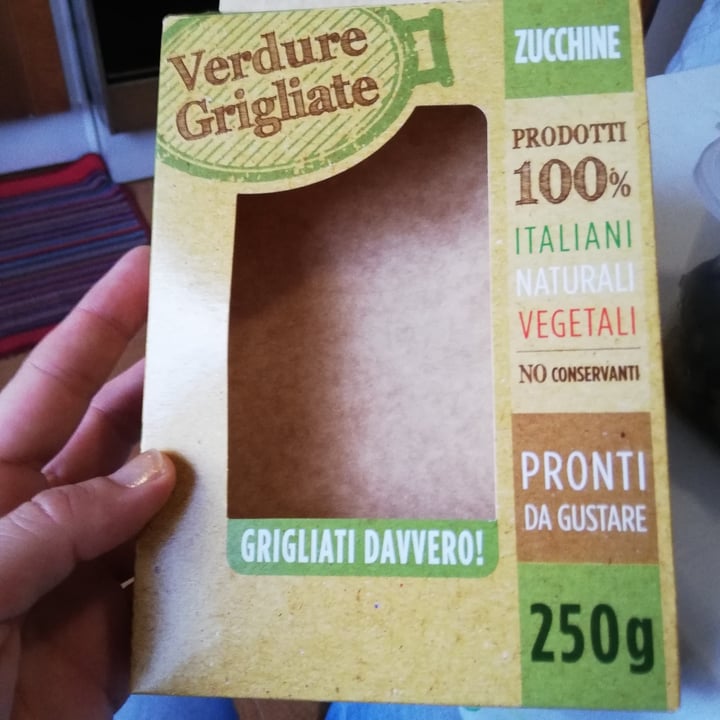 Verdure
Grigliate
GRIGLIATI DAVVERO!
ZUCCHINE
PRODOTTI
100%
ITALIANI
NATURALI
VEGETALI
NO CONSERVANTI
PRONTI
DA GUSTARE
250g